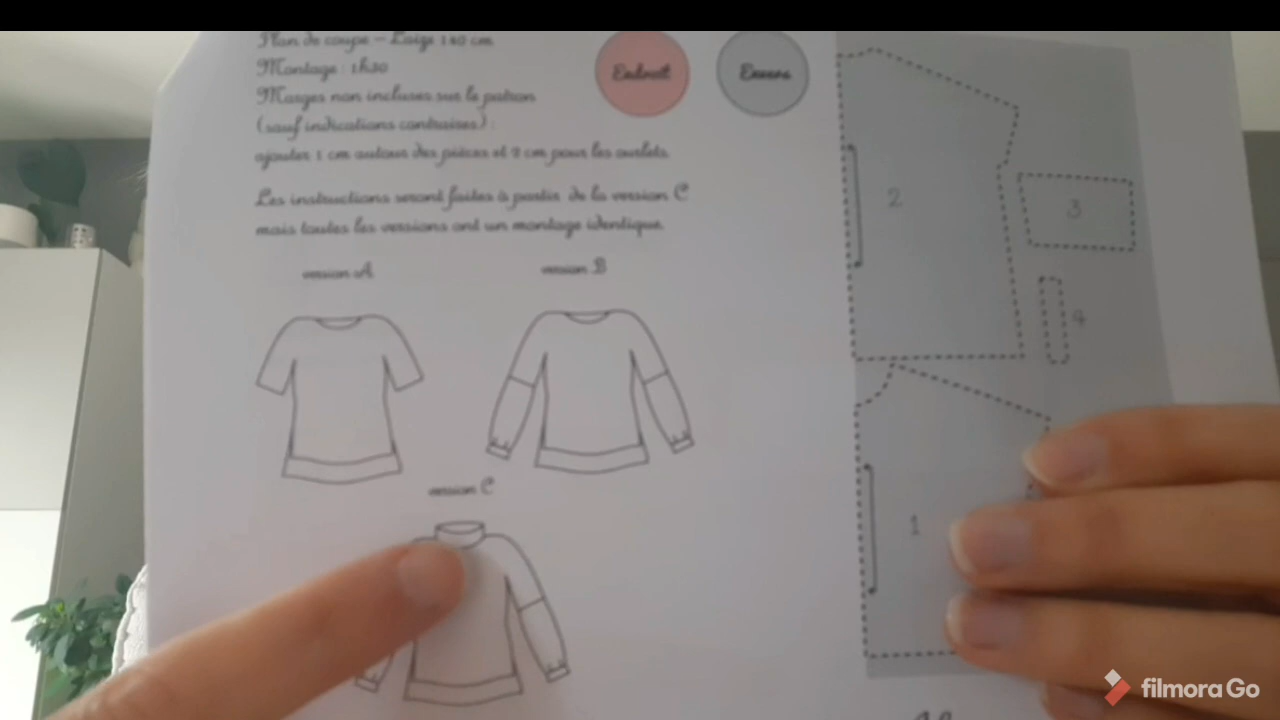 Plan de coupe - Laize 140 cm
Montage : 1h30
Marges non incluses sur le patron
(sauf indications contraires) :
ajouter 1 cm autour des pièces et 2 cm pour les ourlets.
Les instructions seront faites à partir de la version C
mais toutes les versions ont un montage identique.
Endroit
Envers
version A
version B
version C
2
3
4
1
filmoraGo